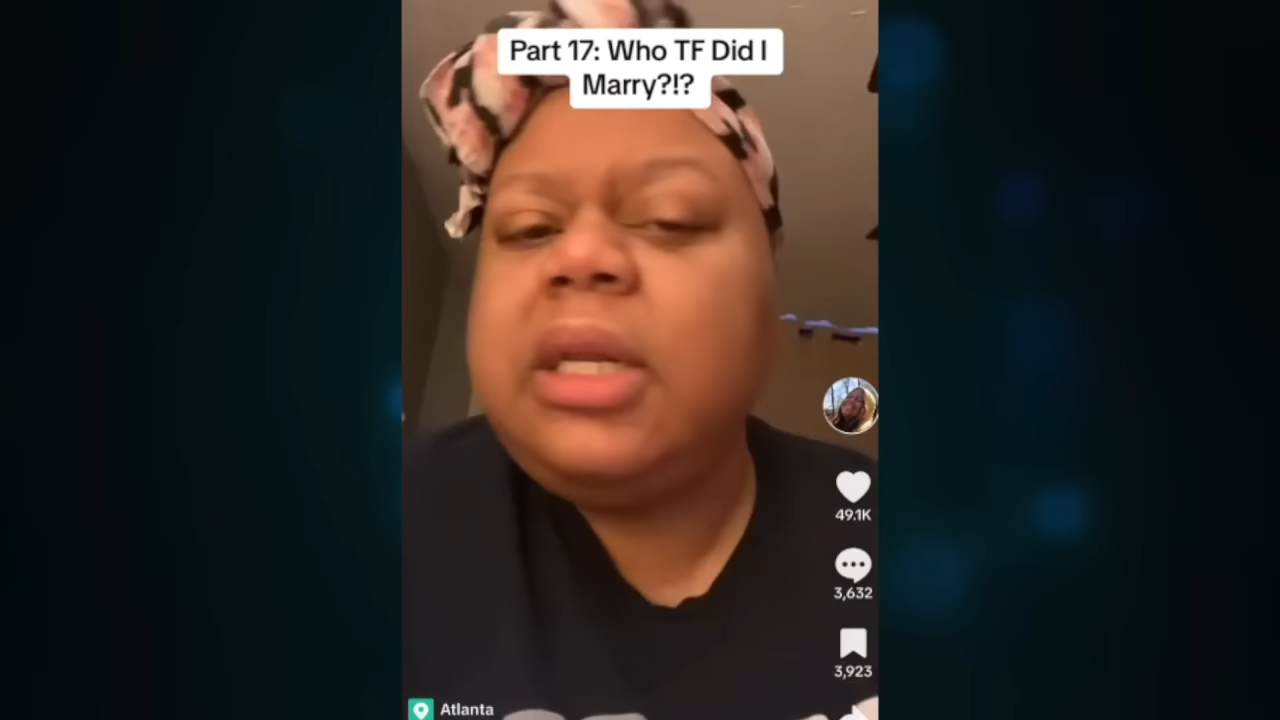 Part 17: Who TF Did I
Marry?!?
49.1K
3,632
3,923
Atlanta